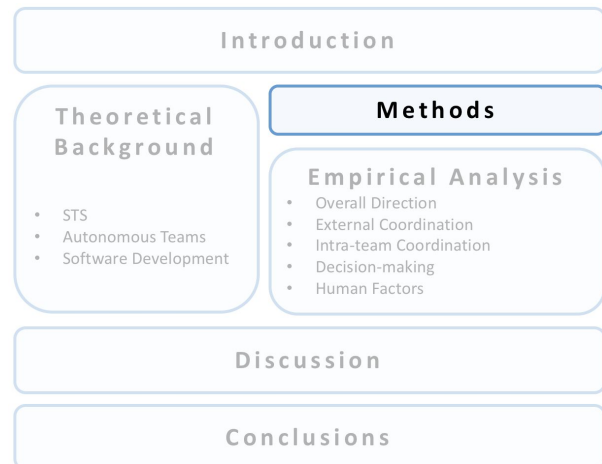 Introduction
Theoretical
Background
• STS
• Autonomous Teams
• Software Development
Methods
Empirical Analysis
• Overall Direction
• External Coordination
• Intra-team Coordination
• Decision-making
• Human Factors
Discussion
Conclusions